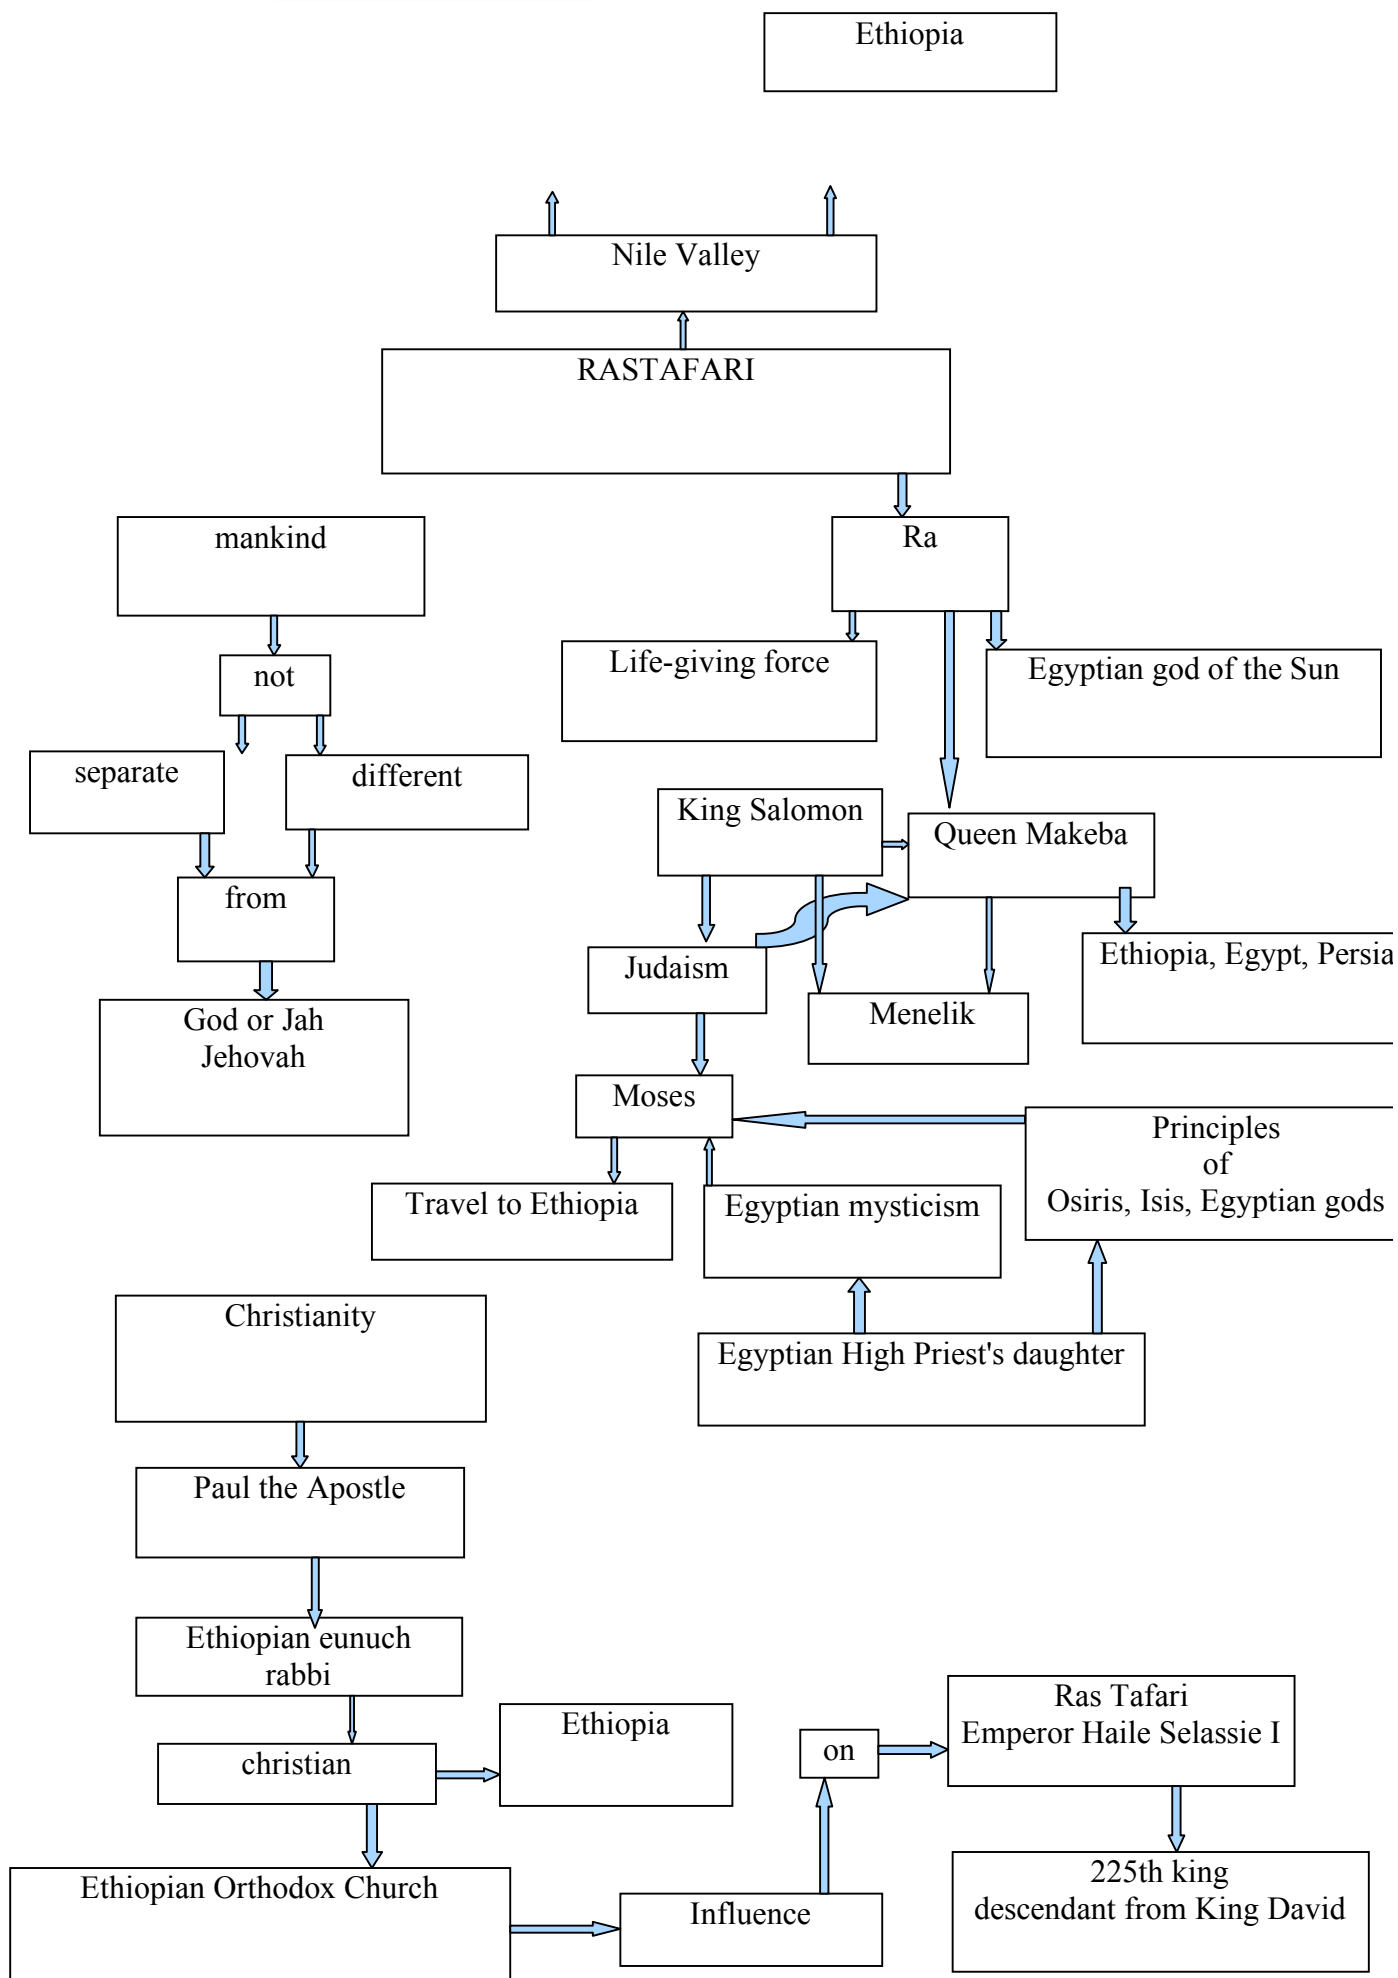 Ethiopia
Nile Valley
RASTAFARI
mankind
Ra
not
Life-giving force
Egyptian god of the Sun
separate
different
King Salomon
Queen Makeba
from
Judaism
Ethiopia, Egypt, Persia
God or Jah
Jehovah
Menelik
Moses
Principles
of
Osiris, Isis, Egyptian gods
Travel to Ethiopia
Egyptian mysticism
Christianity
Egyptian High Priest's daughter
Paul the Apostle
Ethiopian eunuch
rabbi
Ethiopia
christian
on
Ras Tafari
Emperor Haile Selassie I
Ethiopian Orthodox Church
Influence
225th king
descendant from King David